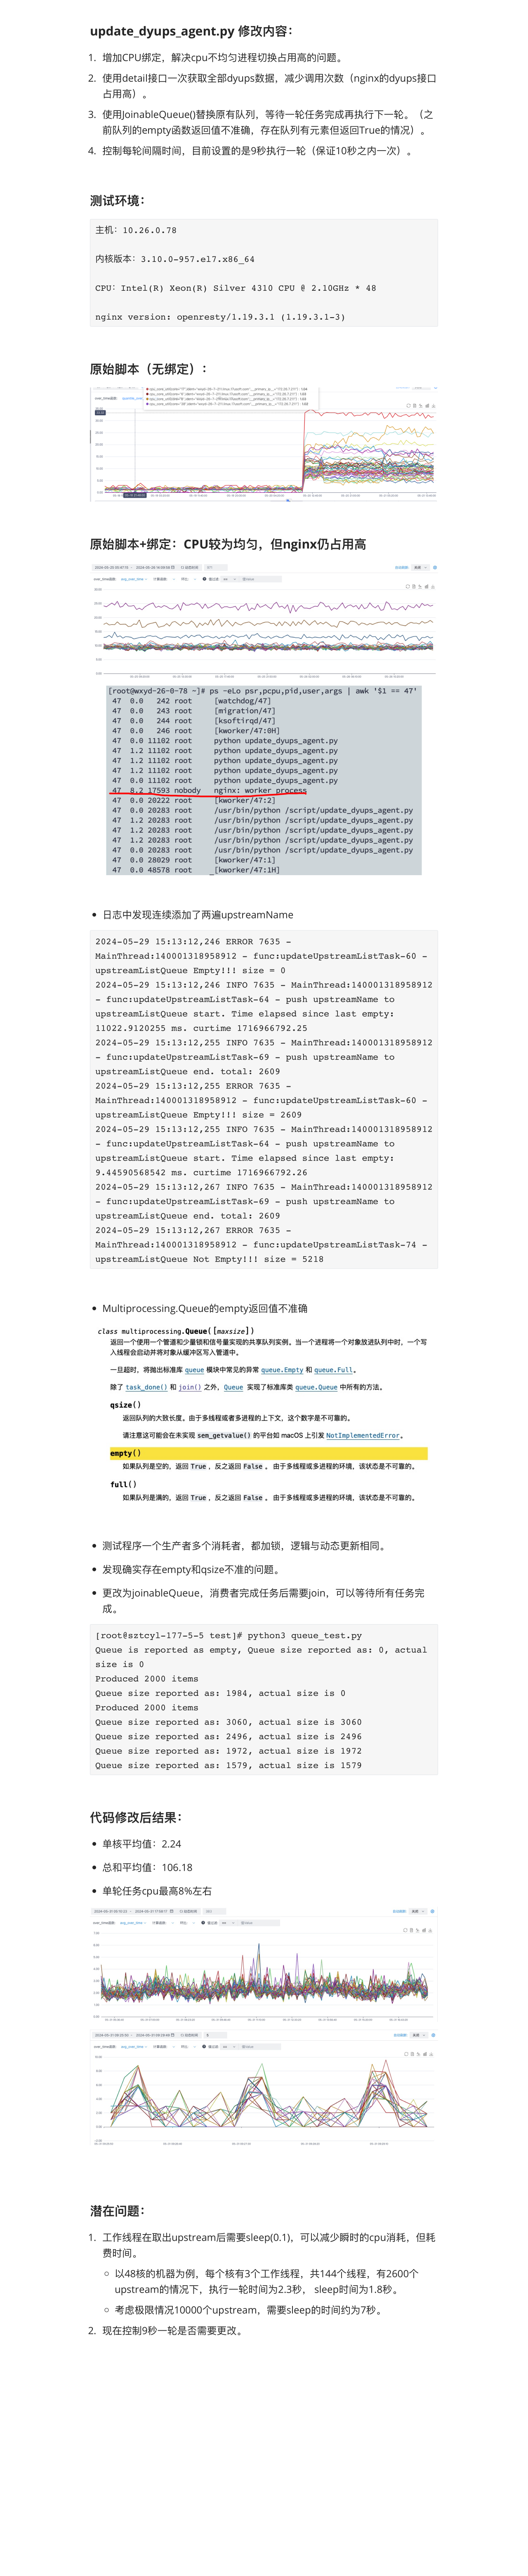 update_dyups_agent.py 修改内容：
1. 增加CPU绑定，解决cpu不均匀进程切换占用高的问题。
2. 使用detail接口一次获取全部dyups数据，减少调用次数（nginx的dyups接口
占用高）。
3. 使用JoinableQueue()替换原有队列，等待一轮任务完成再执行下一轮。（之
前队列的empty函数返回值不准确，存在队列有元素但返回True的情况）。
4. 控制每轮间隔时间，目前设置的是9秒执行一轮（保证10秒之内一次）。
测试环境：
主机：10.26.0.78
内核版本：3.10.0-957.el7.x86_64
CPU：Intel(R) Xeon(R) Silver 4310 CPU @ 2.10GHz * 48
nginx version: openresty/1.19.3.1 (1.19.3.1-3)
原始脚本（无绑定）：
原始脚本+绑定：CPU较为均匀，但nginx仍占用高
[root@wxyd-26-0-78 ~]# ps -eLo psr,pcpu,pid,user,args | awk '$1 == 47'
47 0.0 242 root [watchdog/47]
47 0.0 243 root [migration/47]
47 0.0 244 root [ksoftirqd/47]
47 0.0 246 root [kworker/47:0H]
47 0.0 11102 root python update_dyups_agent.py
47 1.2 11102 root python update_dyups_agent.py
47 1.2 11102 root python update_dyups_agent.py
47 1.2 11102 root python update_dyups_agent.py
47 0.0 11102 root python update_dyups_agent.py
47 8.2 17593 nobody nginx: worker process
47 0.0 20222 root [kworker/47:2]
47 0.0 20283 root /usr/bin/python /script/update_dyups_agent.py
47 1.2 20283 root /usr/bin/python /script/update_dyups_agent.py
47 1.2 20283 root /usr/bin/python /script/update_dyups_agent.py
47 1.2 20283 root /usr/bin/python /script/update_dyups_agent.py
47 0.0 20283 root /usr/bin/python /script/update_dyups_agent.py
47 0.0 28029 root [kworker/47:1]
47 0.0 48578 root _[kworker/47:1H]
• 日志中发现连续添加了两遍upstreamName
2024-05-29 15:13:12,246 ERROR 7635 -
MainThread:140001318958912 - func:updateUpstreamListTask-60 -
upstreamListQueue Empty!!! size = 0
2024-05-29 15:13:12,246 INFO 7635 - MainThread:140001318958912
- func:updateUpstreamListTask-64 - push upstreamName to
upstreamListQueue start. Time elapsed since last empty:
11022.9120255 ms. curtime 1716966792.25
2024-05-29 15:13:12,255 INFO 7635 - MainThread:140001318958912
- func:updateUpstreamListTask-69 - push upstreamName to
upstreamListQueue end. total: 2609
2024-05-29 15:13:12,255 ERROR 7635 -
MainThread:140001318958912 - func:updateUpstreamListTask-60 -
upstreamListQueue Empty!!! size = 2609
2024-05-29 15:13:12,255 INFO 7635 - MainThread:140001318958912
- func:updateUpstreamListTask-64 - push upstreamName to
upstreamListQueue start. Time elapsed since last empty:
9.44590568542 ms. curtime 1716966792.26
2024-05-29 15:13:12,267 INFO 7635 - MainThread:140001318958912
- func:updateUpstreamListTask-69 - push upstreamName to
upstreamListQueue end. total: 2609
2024-05-29 15:13:12,267 ERROR 7635 -
MainThread:140001318958912 - func:updateUpstreamListTask-74 -
upstreamListQueue Not Empty!!! size = 5218
• Multiprocessing.Queue的empty返回值不准确
class multiprocessing.Queue([maxsize])
返回一个使用一个管道和少量锁和信号量实现的共享队列实例。当一个进程将一个对象放进队列中时，一个写
入线程会启动并将对象从缓冲区写入管道中。
一旦超时，将抛出标准库 queue 模块中常见的异常 queue.Empty 和 queue.Full。
除了 task_done() 和 join() 之外，Queue 实现了标准库类 queue.Queue 中所有的方法。
qsize()
返回队列的大致长度。由于多线程或者多进程的上下文，这个数字是不可靠的。
请注意这可能会在未实现 sem_getvalue() 的平台如 macOS 上引发 NotImplementedError。
empty()
如果队列是空的，返回 True ，反之返回 False 。 由于多线程或多进程的环境，该状态是不可靠的。
full()
如果队列是满的，返回 True ，反之返回 False 。 由于多线程或多进程的环境，该状态是不可靠的。
• 测试程序一个生产者多个消耗者，都加锁，逻辑与动态更新相同。
• 发现确实存在empty和qsize不准的问题。
• 更改为joinableQueue，消费者完成任务后需要join，可以等待所有任务完
成。
[root@sztcyl-177-5-5 test]# python3 queue_test.py
Queue is reported as empty, Queue size reported as: 0, actual
size is 0
Produced 2000 items
Queue size reported as: 1984, actual size is 0
Produced 2000 items
Queue size reported as: 3060, actual size is 3060
Queue size reported as: 2496, actual size is 2496
Queue size reported as: 1972, actual size is 1972
Queue size reported as: 1579, actual size is 1579
代码修改后结果：
• 单核平均值：2.24
• 总和平均值：106.18
• 单轮任务cpu最高8%左右
潜在问题：
1. 工作线程在取出upstream后需要sleep(0.1)，可以减少瞬时的cpu消耗，但耗
费时间。
○ 以48核的机器为例，每个核有3个工作线程，共144个线程，有2600个
upstream的情况下，执行一轮时间为2.3秒， sleep时间为1.8秒。
○ 考虑极限情况10000个upstream，需要sleep的时间约为7秒。
2. 现在控制9秒一轮是否需要更改。